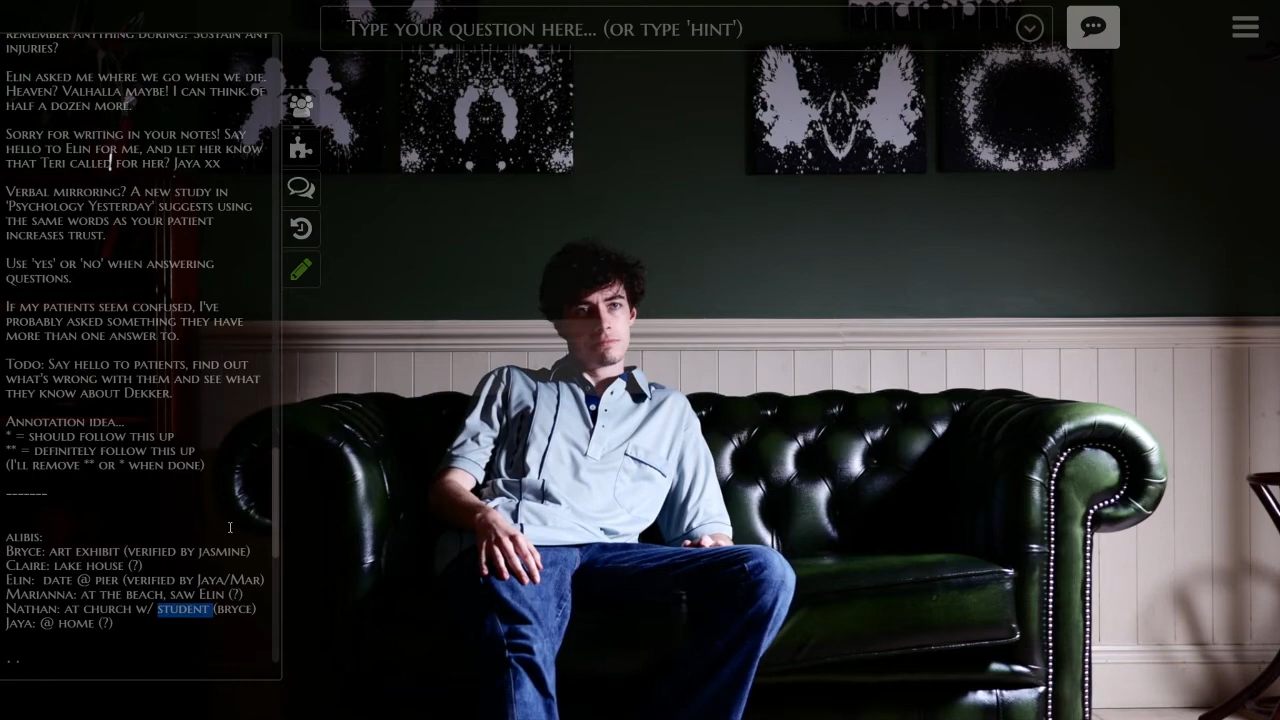 Type your question here... (or type 'hint')
remember anything during? Sustain any
injuries?
Elin asked me where we go when we die.
Heaven? Valhalla maybe! I can think of
half a dozen more.
Sorry for writing in your notes! Say
hello to Elin for me, and let her know
that Teri called for her? Jaya xx
Verbal mirroring? A new study in
'Psychology Yesterday' suggests using
the same words as your patient
increases trust.
Use 'yes' or 'no' when answering
questions.
If my patients seem confused, I've
probably asked something they have
more than one answer to.
Todo: Say hello to patients, find out
what's wrong with them and see what
they know about Dekker.
Annotation idea...
* = should follow this up
** = definitely follow this up
(I'll remove ** or * when done)
-------
alibis:
Bryce: art exhibit (verified by jasmine)
Claire: lake house (?)
Elin: date @ pier (verified by Jaya/Mar)
Marianna: at the beach, saw Elin (?)
Nathan: at church w/ student (bryce)
Jaya: @ home (?)
. .